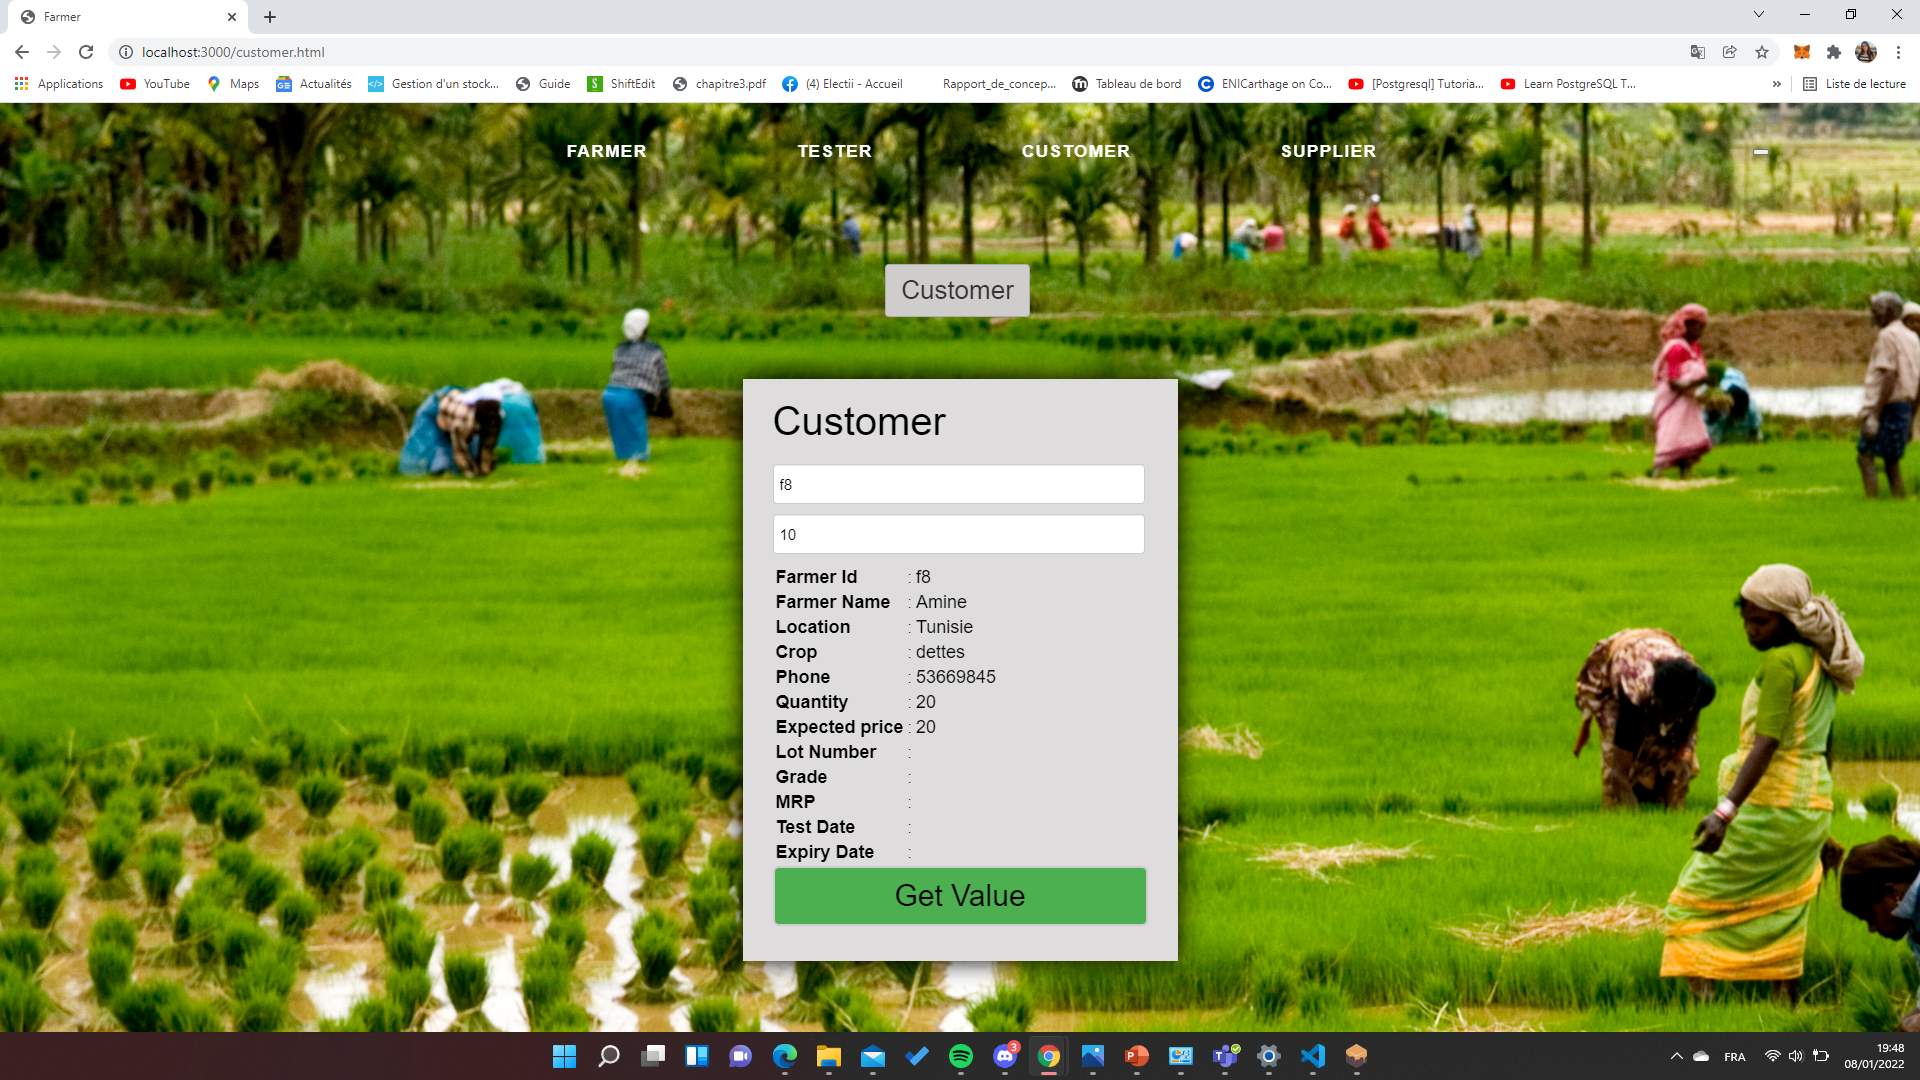 Farmer
localhost:3000/customer.html
Applications YouTube Maps Actualités Gestion d'un stock... Guide ShiftEdit chapitre3.pdf (4) Electii - Accueil Rapport_de_concep... Tableau de bord ENICarthage on Co... [Postgresql] Tutoria... Learn PostgreSQL T... » Liste de lecture
FARMER TESTER CUSTOMER SUPPLIER
Customer
Customer
f8
10
Farmer Id : f8
Farmer Name : Amine
Location : Tunisie
Crop : dettes
Phone : 53669845
Quantity : 20
Expected price : 20
Lot Number :
Grade :
MRP :
Test Date :
Expiry Date :
Get Value
3
FRA
19:48
08/01/2022